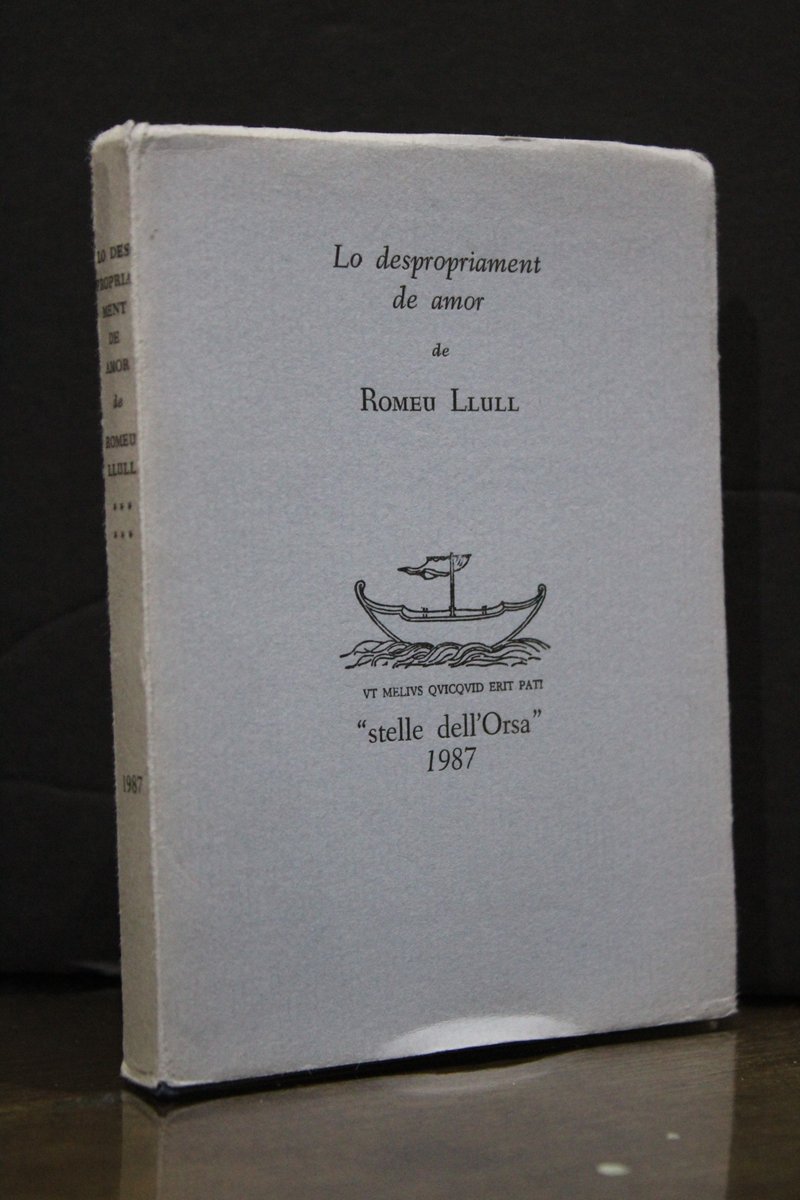 LO DES
PROPRIA
MENT
DE
AMOR
de
ROMEU
LLULL
* * *
* * *
1987
Lo despropriament
de amor
de
ROMEU LLULL
VT MELIVS QVICQVID ERIT PATI
"stelle dell'Orsa"
1987